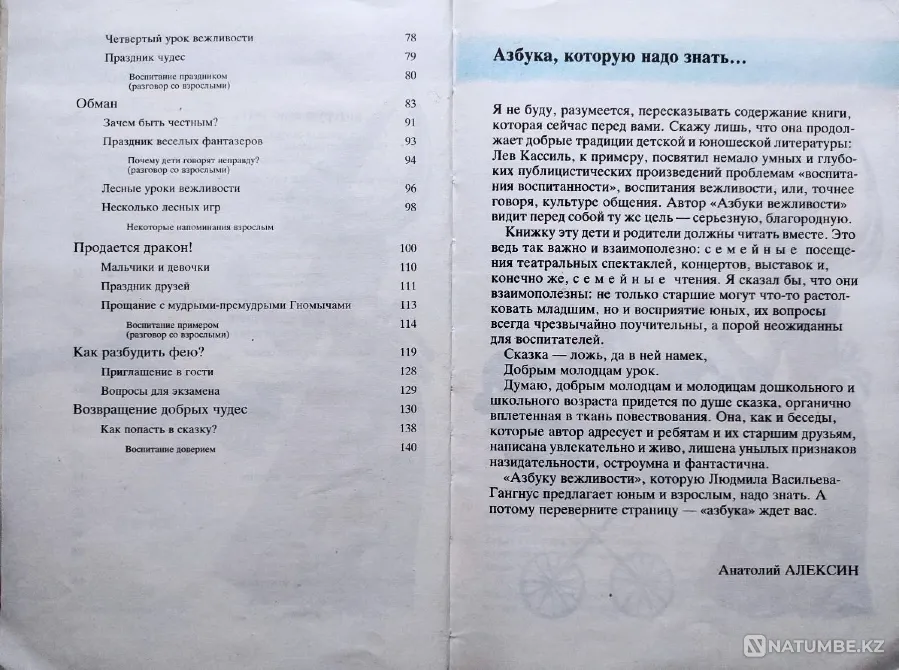 Четвертый урок вежливости 78
Праздник чудес 79
Воспитание праздником 80
(разговор со взрослыми)
Обман 83
Зачем быть честным? 91
Праздник веселых фантазеров 93
Почему дети говорят неправду? 94
(разговор со взрослыми)
Лесные уроки вежливости 96
Несколько лесных игр 98
Некоторые напоминания взрослым
Продается дракон! 100
Мальчики и девочки 110
Праздник друзей 111
Прощание с мудрыми-премудрыми Гномычами 113
Воспитание примером 114
(разговор со взрослыми)
Как разбудить фею? 119
Приглашение в гости 128
Вопросы для экзамена 129
Возвращение добрых чудес 130
Как попасть в сказку? 138
Воспитание доверием 140
Азбука, которую надо знать...
Я не буду, разумеется, пересказывать содержание книги,
которая сейчас перед вами. Скажу лишь, что она продол-
жает добрые традиции детской и юношеской литературы:
Лев Кассиль, к примеру, посвятил немало умных и глубо-
ких публицистических произведений проблемам «воспита-
ния воспитанности», воспитания вежливости, или, точнее
говоря, культуре общения. Автор «Азбуки вежливости»
видит перед собой ту же цель — серьезную, благородную.
Книжку эту дети и родители должны читать вместе. Это
ведь так важно и взаимополезно: семейные посеще-
ния театральных спектаклей, концертов, выставок и,
конечно же, семейные чтения. Я сказал бы, что они
взаимополезны: не только старшие могут что-то растол-
ковать младшим, но и восприятие юных, их вопросы
всегда чрезвычайно поучительны, а порой неожиданны
для воспитателей.
Сказка — ложь, да в ней намек,
Добрым молодцам урок.
Думаю, добрым молодцам и молодицам дошкольного и
школьного возраста придется по душе сказка, органично
вплетенная в ткань повествования. Она, как и беседы,
которые автор адресует и ребятам и их старшим друзьям,
написана увлекательно и живо, лишена унылых признаков
назидательности, остроумна и фантастична.
«Азбуку вежливости», которую Людмила Васильева-
Гангнус предлагает юным и взрослым, надо знать. А
потому переверните страницу — «азбука» ждет вас.
Анатолий АЛЕКСИН
NATUMBE.KZ